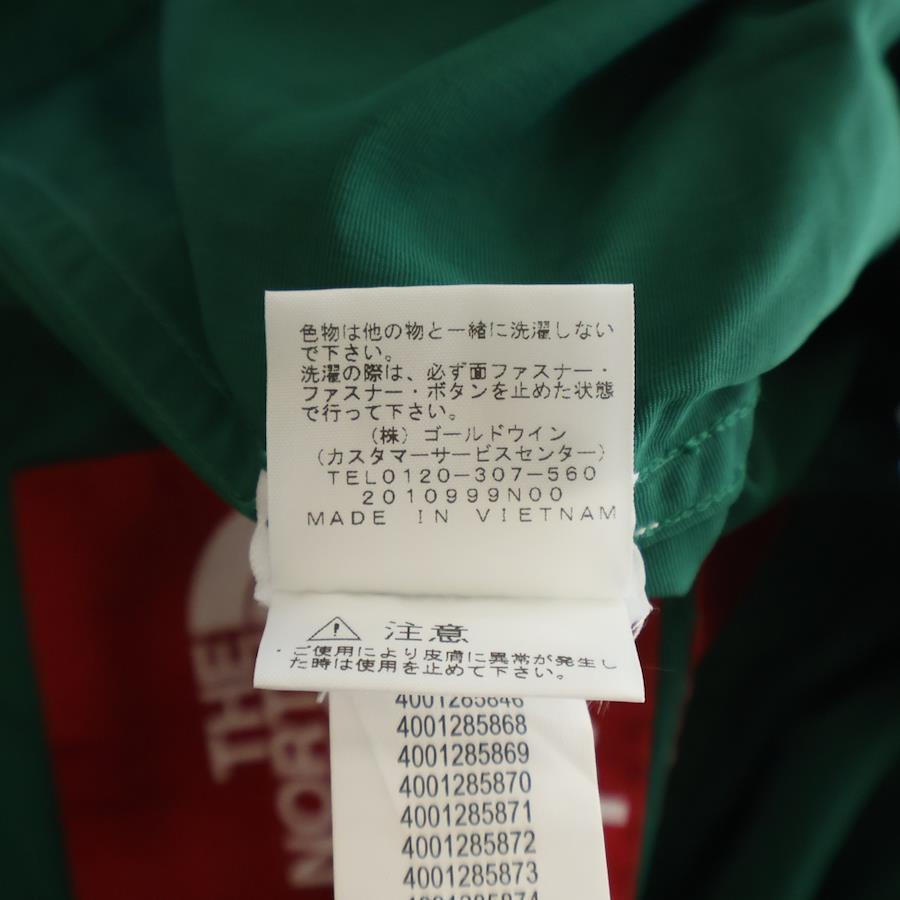 色物は他の物と一緒に洗濯しない
で下さい。
洗濯の際は、必ず面ファスナー・
ファスナー・ボタンを止めた状態
で行って下さい。
(株)ゴールドウイン
(カスタマーサービスセンター)
TEL0120-307-560
2010999N00
MADE IN VIETNAM
注意
ご使用により皮膚に異常が発生し
た時は使用を止めて下さい。
4001285846
4001285868
4001285869
4001285870
4001285871
4001285872
4001285873
4001285874
THE
NORTH